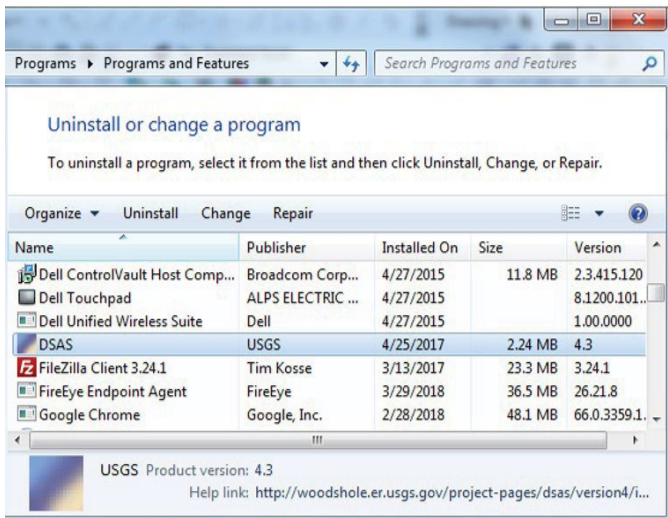 Programs Programs and Features Search Programs and Features
Uninstall or change a program
To uninstall a program, select it from the list and then click Uninstall, Change, or Repair.
Organize Uninstall Change Repair
Name Publisher Installed On Size Version
Dell ControlVault Host Comp... Broadcom Corp... 4/27/2015 11.8 MB 2.3.415.120
Dell Touchpad ALPS ELECTRIC ... 4/27/2015 8.1200.101...
Dell Unified Wireless Suite Dell 4/27/2015 1.00.0000
DSAS USGS 4/25/2017 2.24 MB 4.3
FileZilla Client 3.24.1 Tim Kosse 3/13/2017 23.3 MB 3.24.1
FireEye Endpoint Agent FireEye 3/29/2018 36.5 MB 26.21.8
Google Chrome Google, Inc. 2/28/2018 48.1 MB 66.0.3359.1...
USGS Product version: 4.3
Help link: http://woodshole.er.usgs.gov/project-pages/dsas/version4/i...